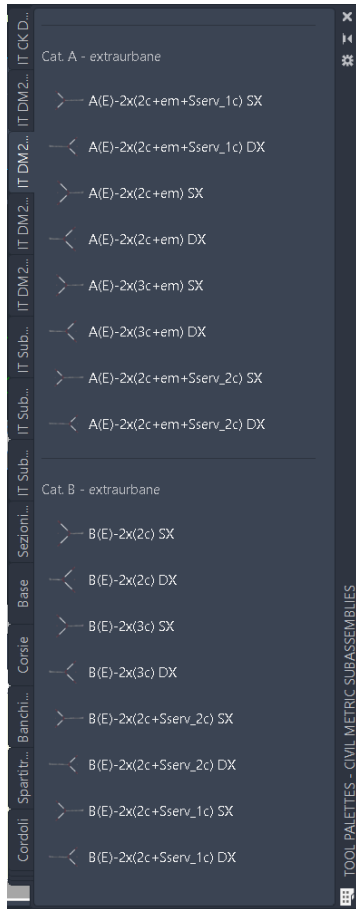 Cat. A - extraurbane
A(E)-2x(2c+em+Sserv_1c) SX
A(E)-2x(2c+em+Sserv_1c) DX
A(E)-2x(2c+em) SX
A(E)-2x(2c+em) DX
A(E)-2x(3c+em) SX
A(E)-2x(3c+em) DX
A(E)-2x(2c+em+Sserv_2c) SX
A(E)-2x(2c+em+Sserv_2c) DX
Cat. B - extraurbane
B(E)-2x(2c) SX
B(E)-2x(2c) DX
B(E)-2x(3c) SX
B(E)-2x(3c) DX
B(E)-2x(2c+Sserv_2c) SX
B(E)-2x(2c+Sserv_2c) DX
B(E)-2x(2c+Sserv_1c) SX
B(E)-2x(2c+Sserv_1c) DX
IT CK D...
IT DM2...
IT DM2...
IT DM2...
IT DM2...
IT Sub...
IT Sub...
IT Sub...
Sezioni...
Base
Corsie
Banchi...
Spartitr...
Cordoli
TOOL PALETTES - CIVIL METRIC SUBASSEMBLIES